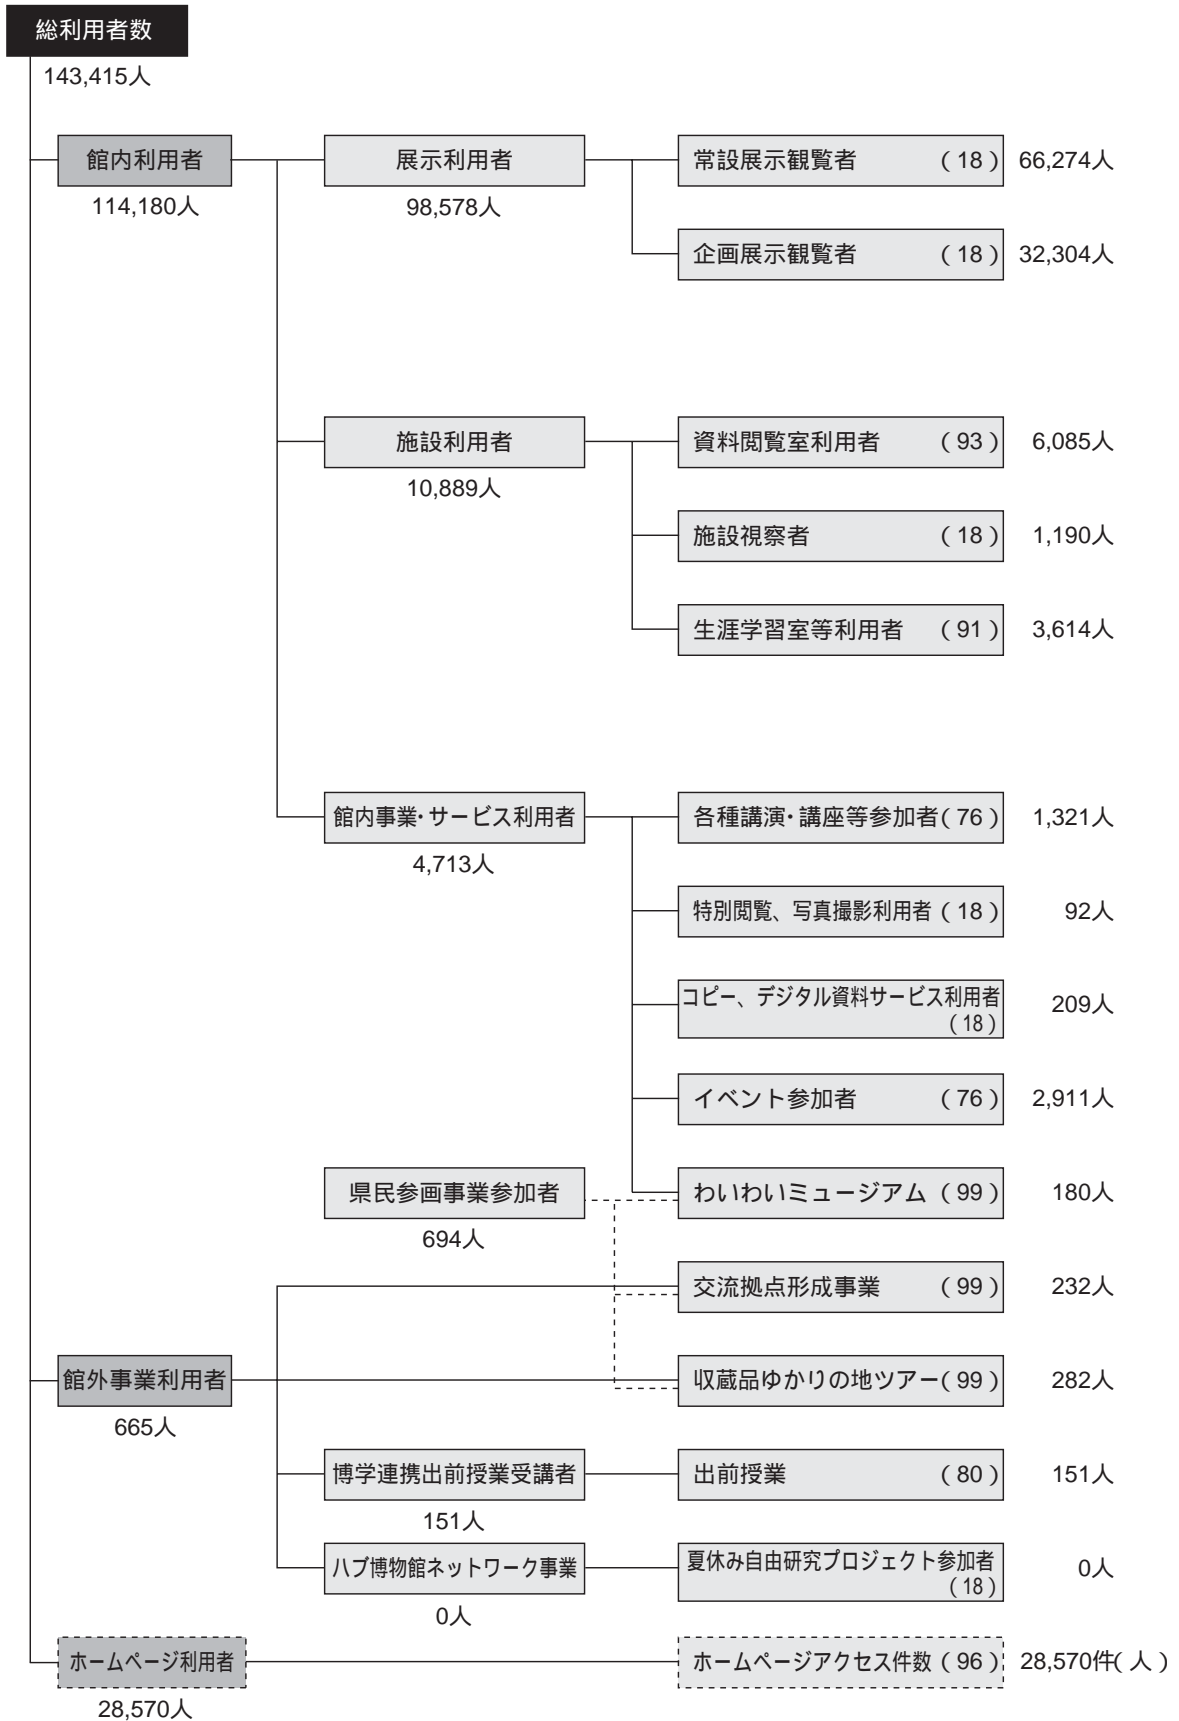 総利用者数
143,415人
館内利用者
114,180人
展示利用者
98,578人
常設展示観覧者 (18) 66,274人
企画展示観覧者 (18) 32,304人
施設利用者
10,889人
資料閲覧室利用者 (93) 6,085人
施設視察者 (18) 1,190人
生涯学習室等利用者 (91) 3,614人
館内事業・サービス利用者
4,713人
各種講演・講座等参加者(76) 1,321人
特別閲覧、写真撮影利用者(18) 92人
コピー、デジタル資料サービス利用者
(18) 209人
イベント参加者 (76) 2,911人
県民参画事業参加者
694人
わいわいミュージアム (99) 180人
交流拠点形成事業 (99) 232人
館外事業利用者
665人
収蔵品ゆかりの地ツアー(99) 282人
博学連携出前授業受講者
151人
出前授業 (80) 151人
ハブ博物館ネットワーク事業
0人
夏休み自由研究プロジェクト参加者
(18) 0人
ホームページ利用者
28,570人
ホームページアクセス件数(96) 28,570件(人)